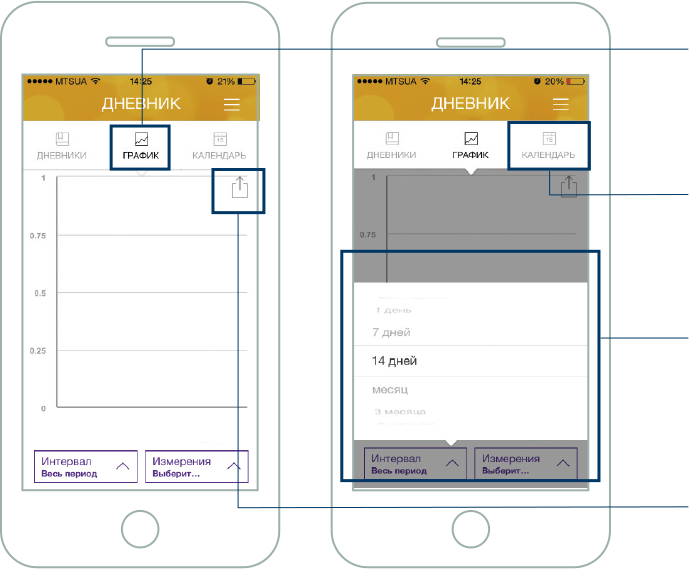 MTSUA 14:25 21%
ДНЕВНИК
ДНЕВНИКИ ГРАФИК 15 КАЛЕНДАРЬ
1
0.75
0.5
0.25
0
Интервал
Весь период
Измерения
Выберит...
MTSUA 14:25 20%
ДНЕВНИК
ДНЕВНИКИ ГРАФИК 15 КАЛЕНДАРЬ
1
0.75
1 день
7 дней
14 дней
месяц
3 месяца
Интервал
Весь период
Измерения
Выберит...